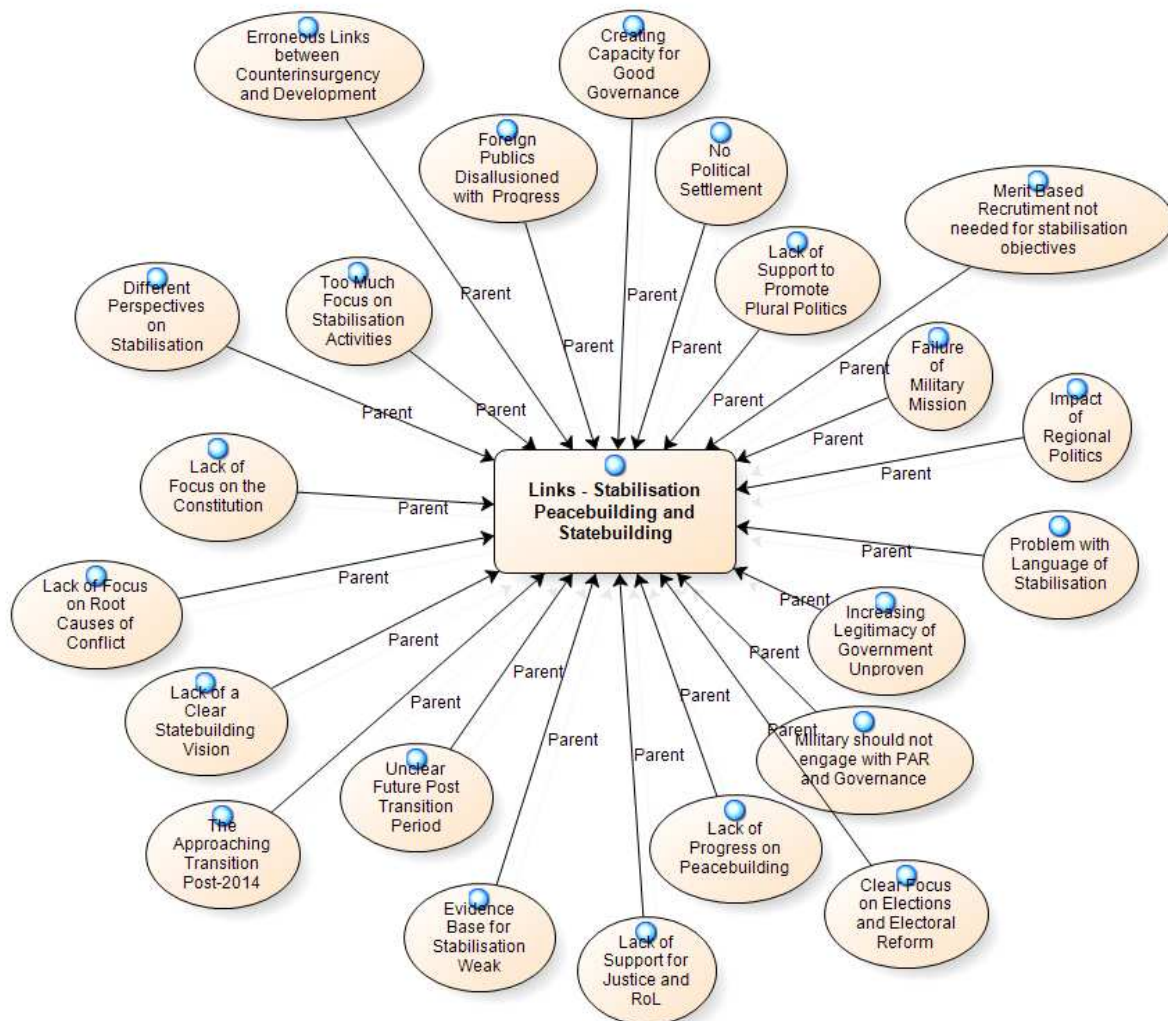 Erroneous Links
between
Counterinsurgency
and Development
Creating
Capacity for
Good
Governance
Foreign
Publics
Disallusioned
with Progress
No
Political
Settlement
Merit Based
Recrutiment not
needed for stabilisation
objectives
Different
Perspectives
on
Stabilisation
Too Much
Focus on
Stabilisation
Activities
Lack of
Support to
Promote
Plural Politics
Failure
of
Military
Mission
Impact
of
Regional
Politics
Parent
Parent
Parent
Parent
Parent
Parent
Parent
Parent
Parent
Parent
Lack of
Focus on the
Constitution
Parent
Links - Stabilisation
Peacebuilding and
Statebuilding
Parent
Problem with
Language of
Stabilisation
Lack of Focus
on Root
Causes of
Conflict
Parent
Parent
Increasing
Legitimacy of
Government
Unproven
Lack of a
Clear
Statebuilding
Vision
Parent
Parent
Parent
Parent
Parent
Parent
Parent
Parent
Military should not
engage with PAR
and Governance
Unclear
Future Post
Transition
Period
The
Approaching
Transition
Post-2014
Lack of
Progress on
Peacebuilding
Clear Focus
on Elections
and Electoral
Reform
Evidence
Base for
Stabilisation
Weak
Lack of
Support for
Justice and
RoL